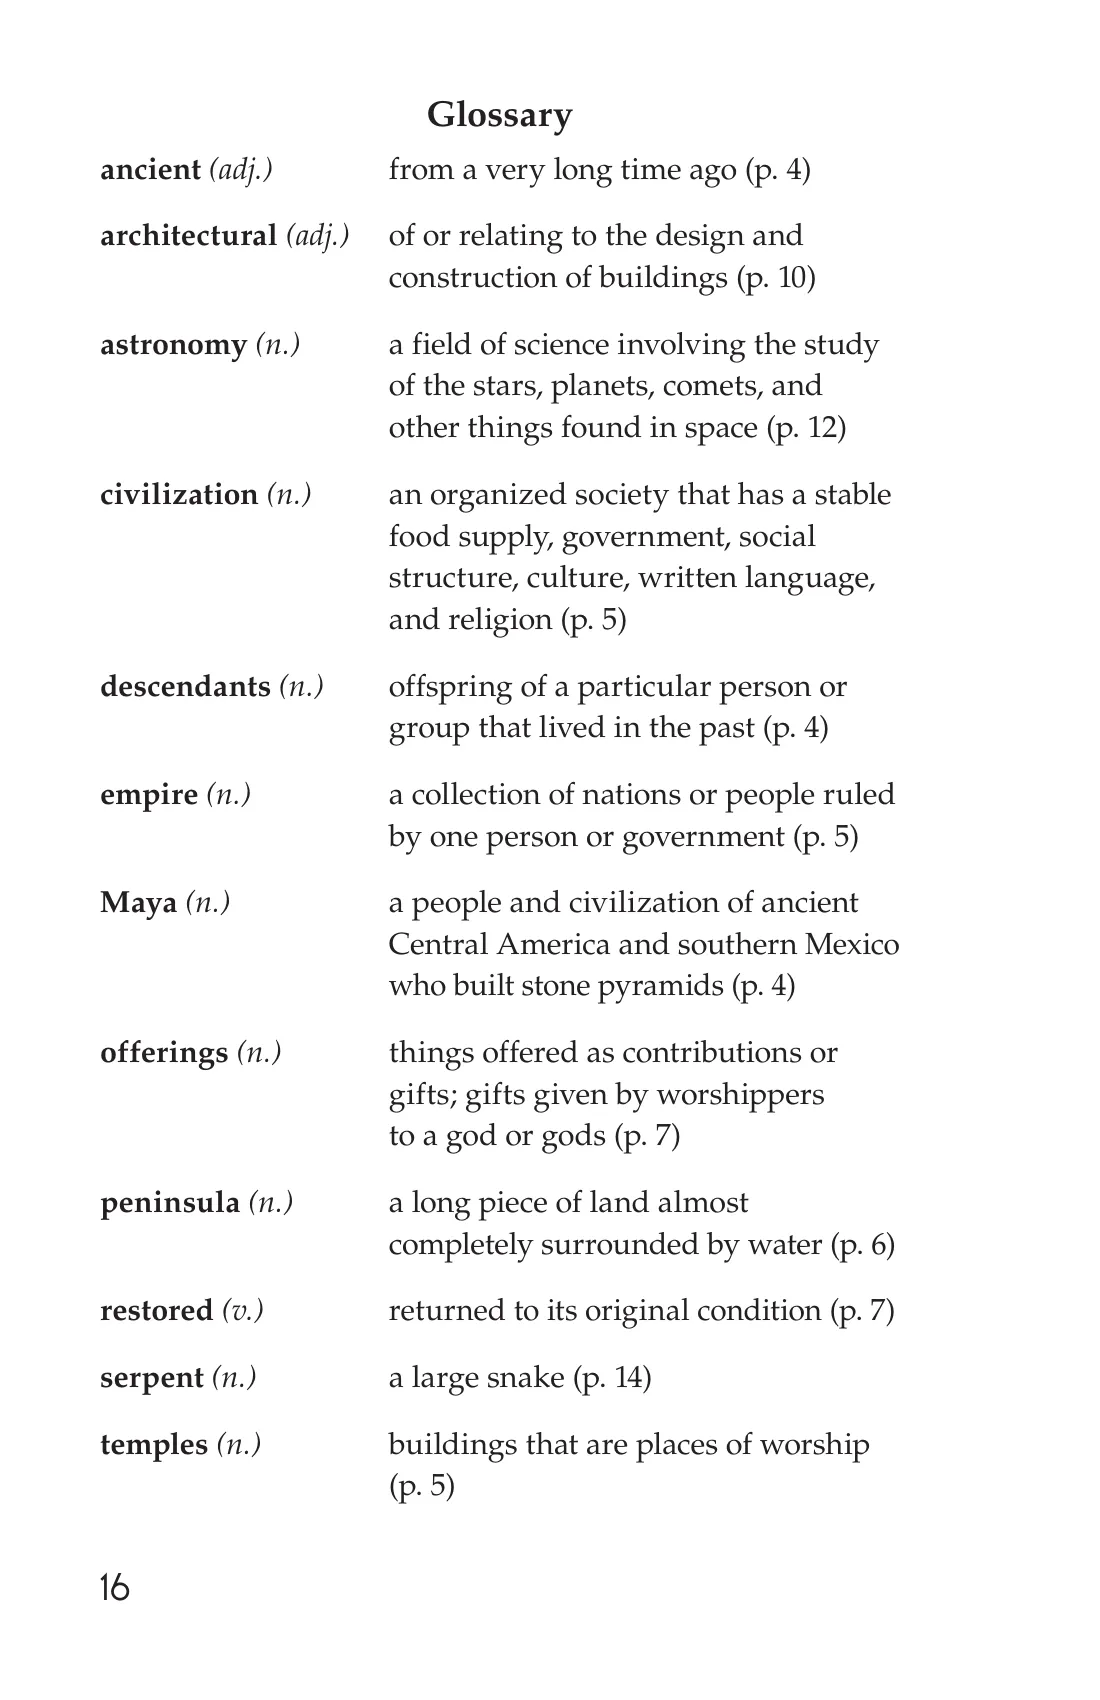 Glossary
ancient (adj.) from a very long time ago (p. 4)
architectural (adj.) of or relating to the design and
construction of buildings (p. 10)
astronomy (n.) a field of science involving the study
of the stars, planets, comets, and
other things found in space (p. 12)
civilization (n.) an organized society that has a stable
food supply, government, social
structure, culture, written language,
and religion (p. 5)
descendants (n.) offspring of a particular person or
group that lived in the past (p. 4)
empire (n.) a collection of nations or people ruled
by one person or government (p. 5)
Maya (n.) a people and civilization of ancient
Central America and southern Mexico
who built stone pyramids (p. 4)
offerings (n.) things offered as contributions or
gifts; gifts given by worshippers
to a god or gods (p. 7)
peninsula (n.) a long piece of land almost
completely surrounded by water (p. 6)
restored (v.) returned to its original condition (p. 7)
serpent (n.) a large snake (p. 14)
temples (n.) buildings that are places of worship
(p. 5)
16